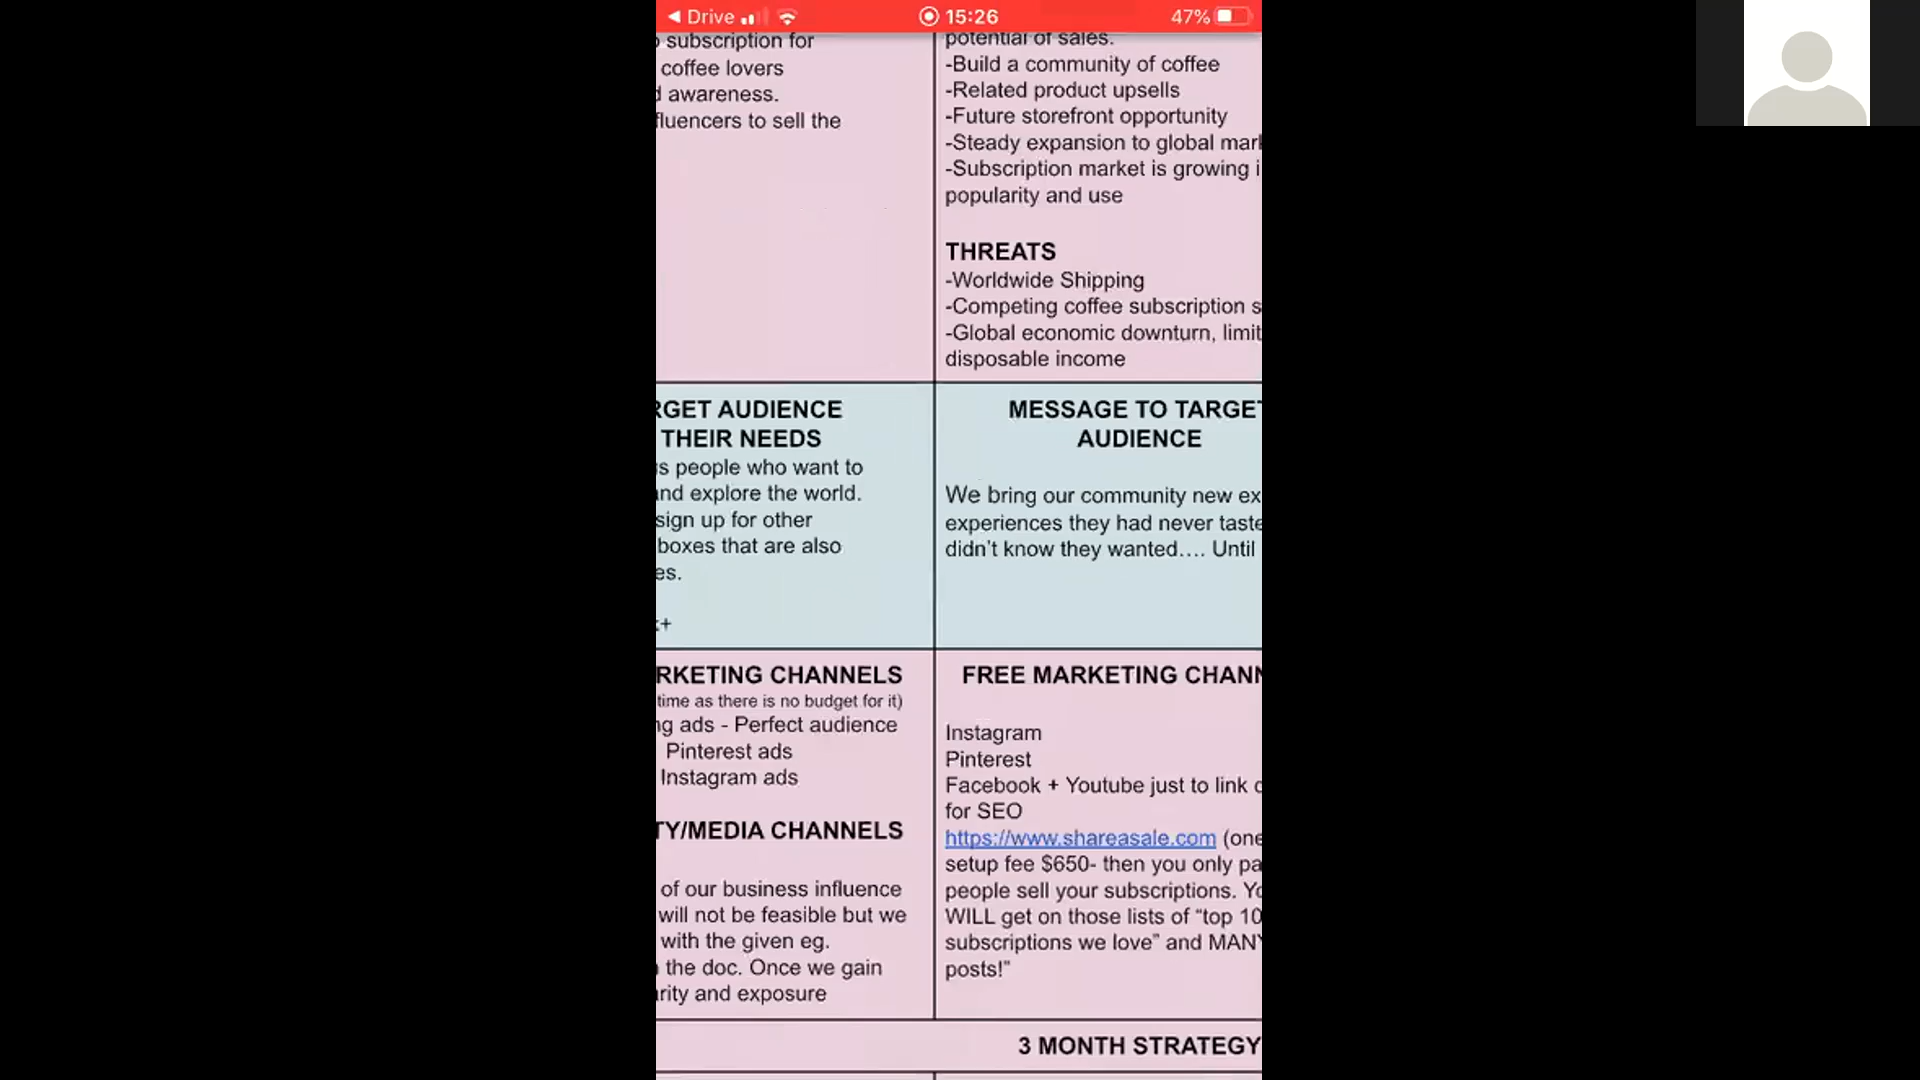 Drive
15:26
47%
subscription for
coffee lovers
awareness.
fluencers to sell the
potential of sales.
-Build a community of coffee
-Related product upsells
-Future storefront opportunity
-Steady expansion to global mar
-Subscription market is growing i
popularity and use
THREATS
-Worldwide Shipping
-Competing coffee subscription s
-Global economic downturn, limit
disposable income
RGET AUDIENCE
THEIR NEEDS
s people who want to
nd explore the world.
sign up for other
boxes that are also
es.
+
MESSAGE TO TARGET
AUDIENCE
We bring our community new ex
experiences they had never taste
didn’t know they wanted…. Until
RKETING CHANNELS
time as there is no budget for it)
ng ads - Perfect audience
Pinterest ads
Instagram ads
TY/MEDIA CHANNELS
of our business influence
will not be feasible but we
with the given eg.
the doc. Once we gain
rity and exposure
FREE MARKETING CHANN
Instagram
Pinterest
Facebook + Youtube just to link
for SEO
https://www.shareasale.com (one
setup fee $650- then you only pa
people sell your subscriptions. Yo
WILL get on those lists of “top 10
subscriptions we love” and MANY
posts!”
3 MONTH STRATEGY